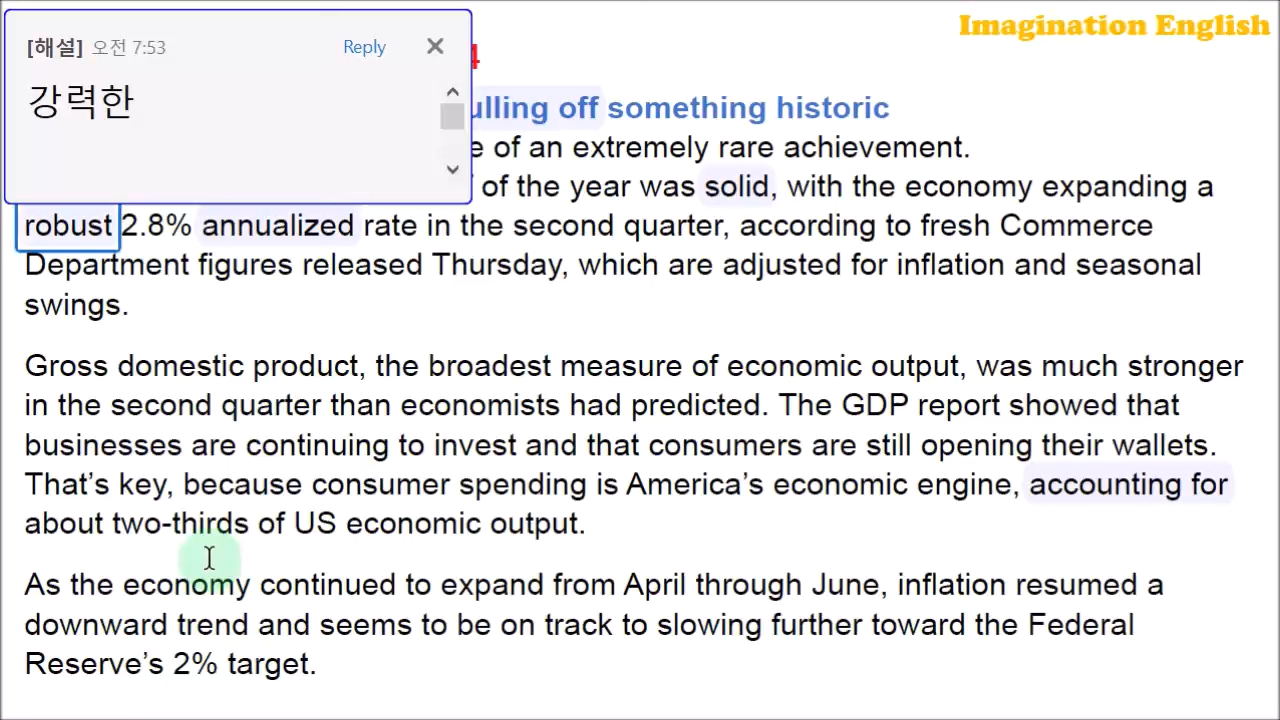 Imagination English
[해설] 오전 7:53 Reply
강력한
4
ulling off something historic
e of an extremely rare achievement.
of the year was solid, with the economy expanding a
robust 2.8% annualized rate in the second quarter, according to fresh Commerce
Department figures released Thursday, which are adjusted for inflation and seasonal
swings.
Gross domestic product, the broadest measure of economic output, was much stronger
in the second quarter than economists had predicted. The GDP report showed that
businesses are continuing to invest and that consumers are still opening their wallets.
That’s key, because consumer spending is America’s economic engine, accounting for
about two-thirds of US economic output.
As the economy continued to expand from April through June, inflation resumed a
downward trend and seems to be on track to slowing further toward the Federal
Reserve’s 2% target.